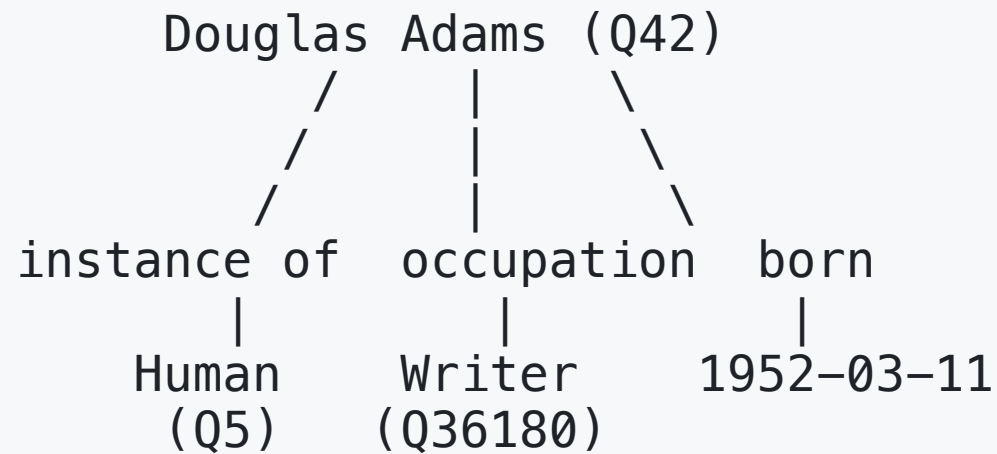 Douglas Adams (Q42)
/ | \
/ | \
/ | \
instance of occupation born
| | |
Human Writer 1952-03-11
(Q5) (Q36180)